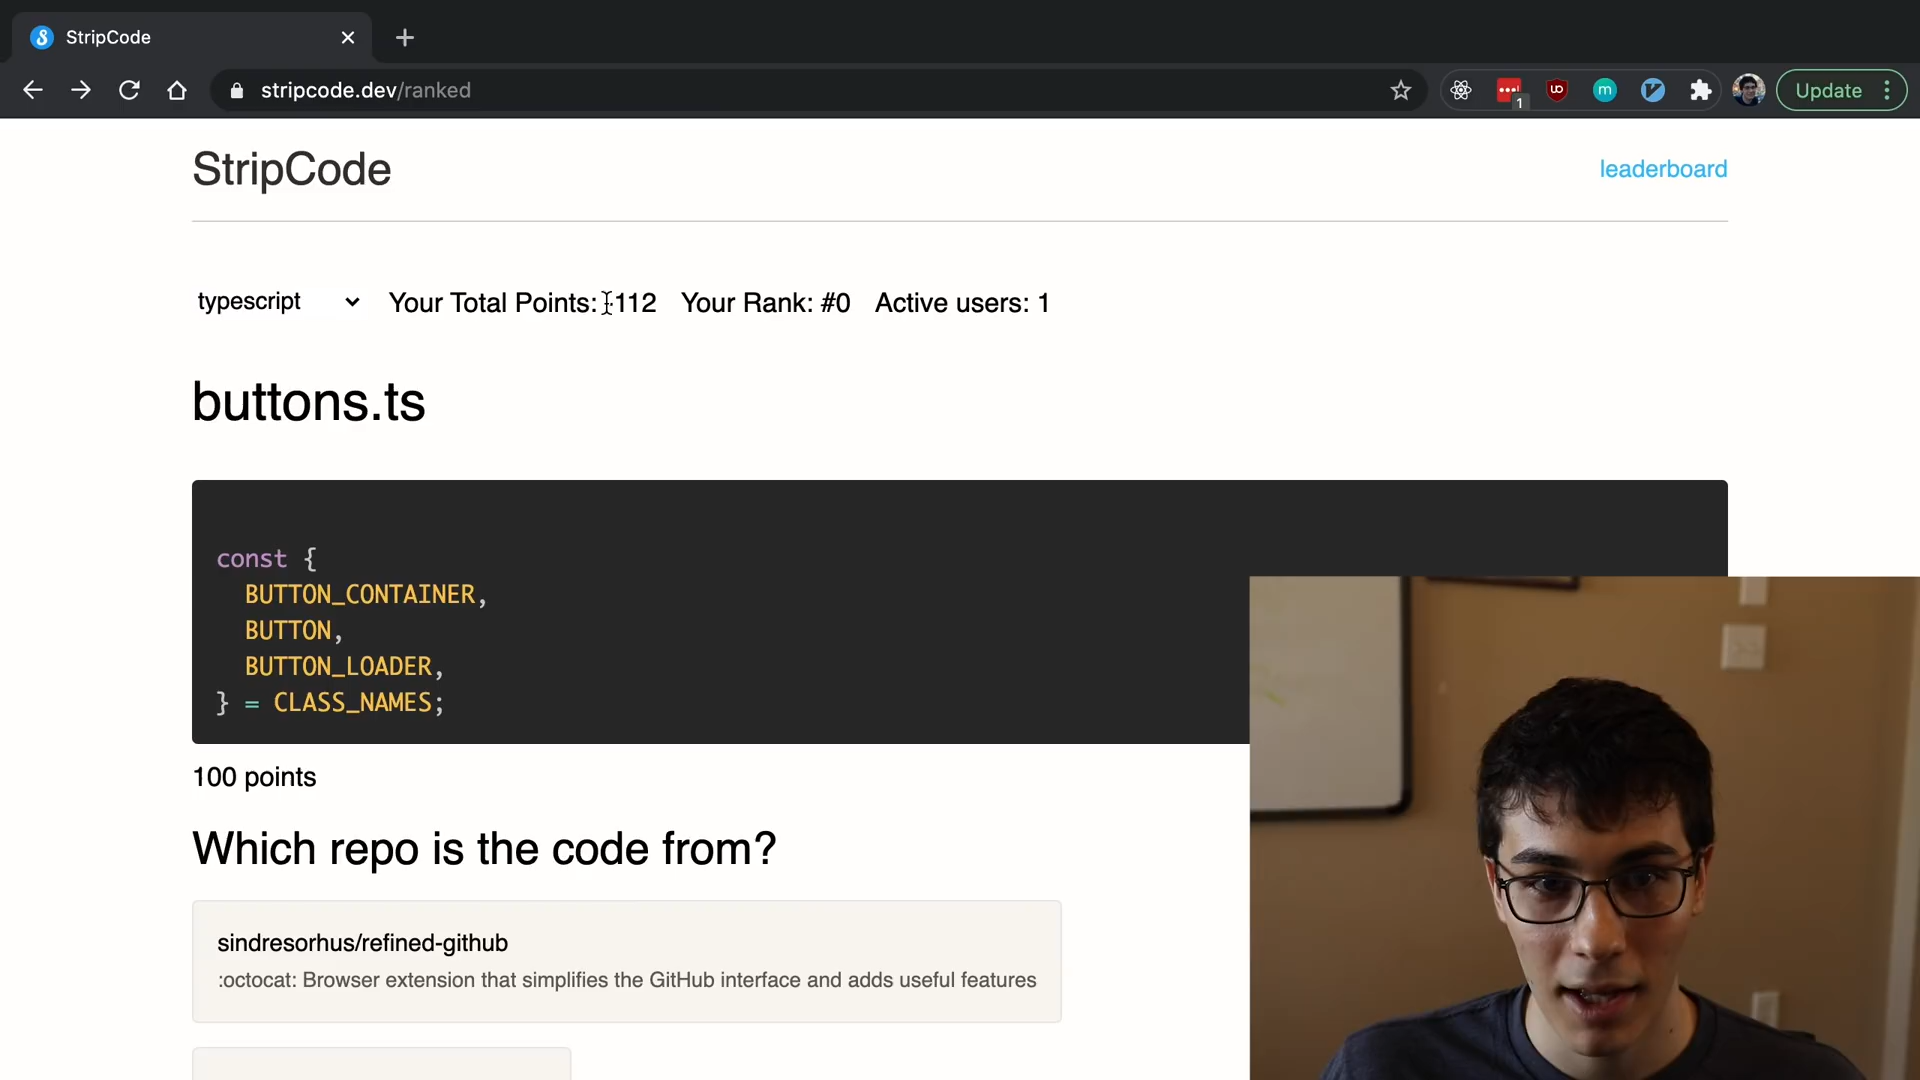 StripCode
stripcode.dev/ranked
1
Update
StripCode
leaderboard
typescript
Your Total Points: -112 Your Rank: #0 Active users: 1
buttons.ts
const {
BUTTON_CONTAINER,
BUTTON,
BUTTON_LOADER,
} = CLASS_NAMES;
100 points
Which repo is the code from?
sindresorhus/refined-github
:octocat: Browser extension that simplifies the GitHub interface and adds useful features